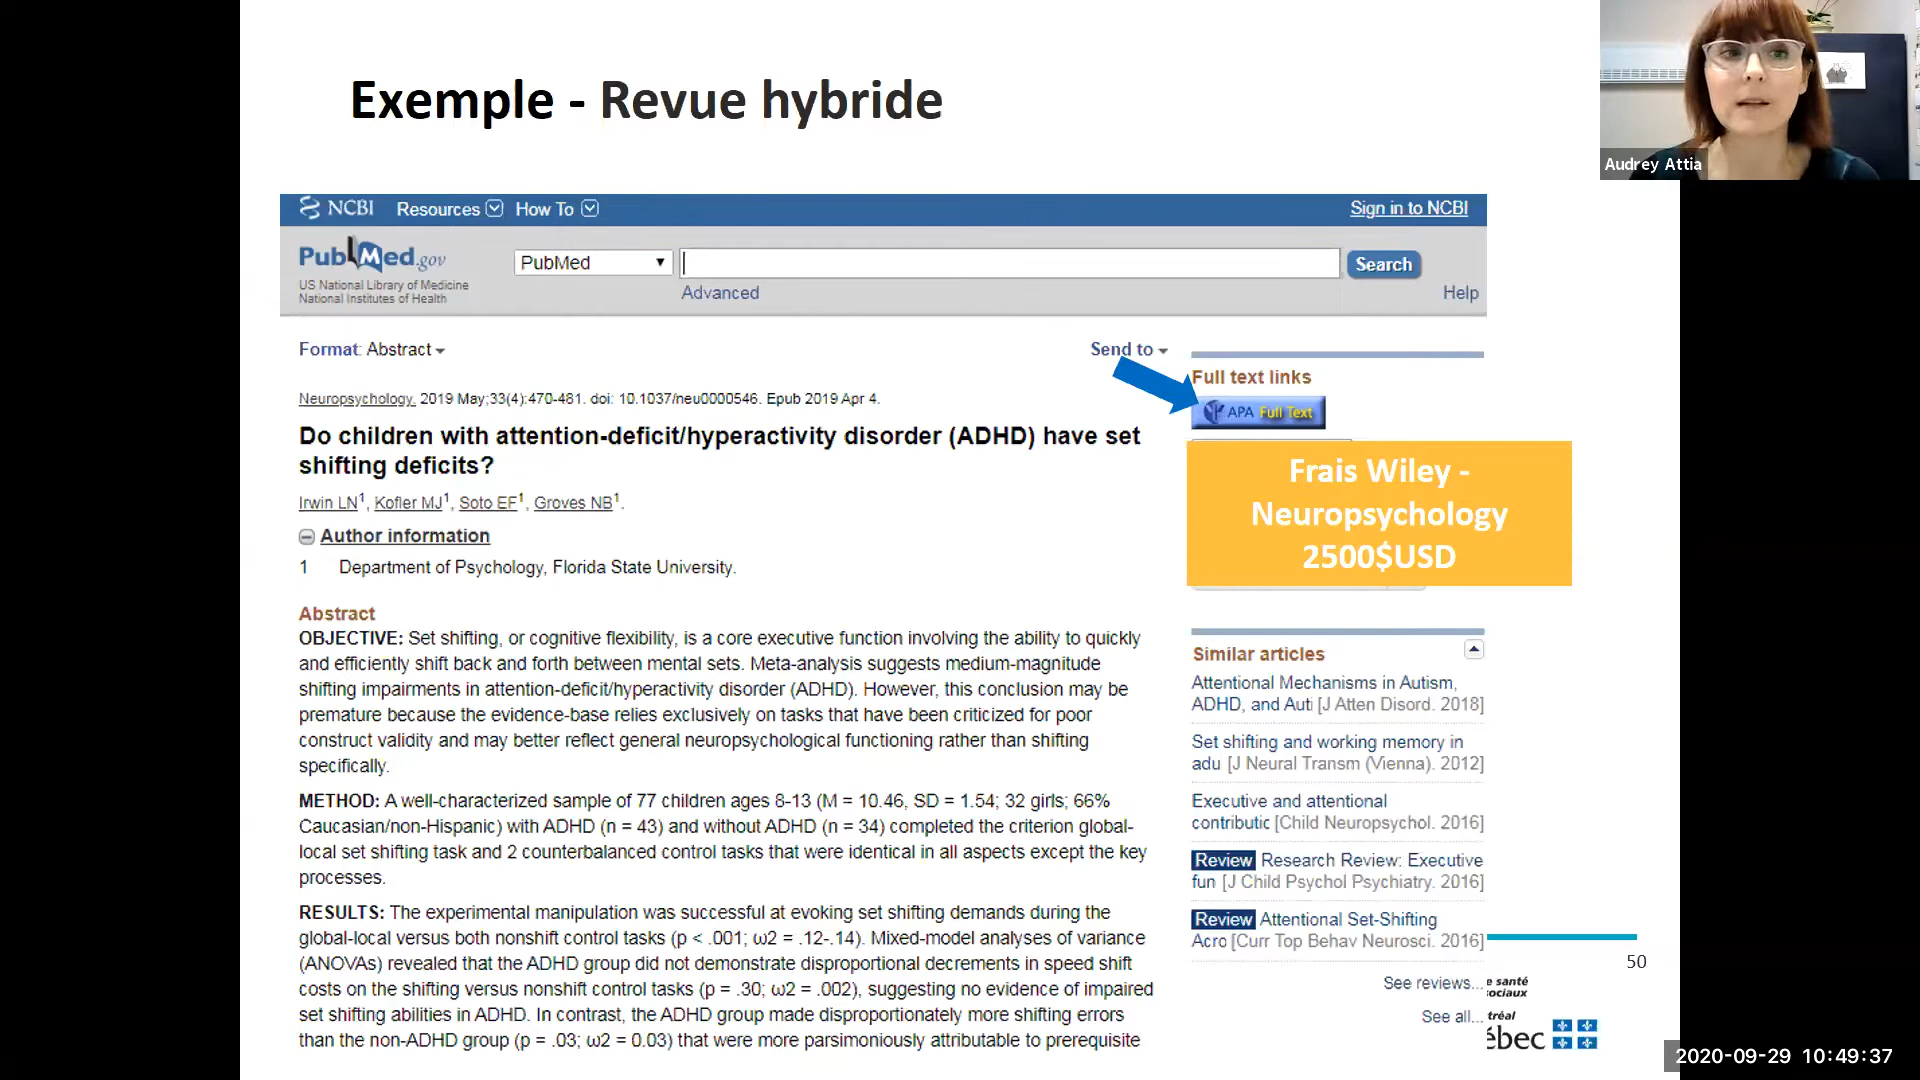 Exemple - Revue hybride
Audrey Attia
NCBI Resources How To Sign in to NCBI
PubMed.gov
US National Library of Medicine
National Institutes of Health
PubMed
Search
Advanced
Help
Format: Abstract
Send to
Neuropsychology. 2019 May;33(4):470-481. doi: 10.1037/neu0000546. Epub 2019 Apr 4.
Do children with attention-deficit/hyperactivity disorder (ADHD) have set
shifting deficits?
Irwin LN1, Kofler MJ1, Soto EF1, Groves NB1.
Author information
1 Department of Psychology, Florida State University.
Abstract
OBJECTIVE: Set shifting, or cognitive flexibility, is a core executive function involving the ability to quickly
and efficiently shift back and forth between mental sets. Meta-analysis suggests medium-magnitude
shifting impairments in attention-deficit/hyperactivity disorder (ADHD). However, this conclusion may be
premature because the evidence-base relies exclusively on tasks that have been criticized for poor
construct validity and may better reflect general neuropsychological functioning rather than shifting
specifically.
METHOD: A well-characterized sample of 77 children ages 8-13 (M = 10.46, SD = 1.54; 32 girls; 66%
Caucasian/non-Hispanic) with ADHD (n = 43) and without ADHD (n = 34) completed the criterion global-
local set shifting task and 2 counterbalanced control tasks that were identical in all aspects except the key
processes.
RESULTS: The experimental manipulation was successful at evoking set shifting demands during the
global-local versus both nonshift control tasks (p < .001; ω2 = .12-.14). Mixed-model analyses of variance
(ANOVAs) revealed that the ADHD group did not demonstrate disproportional decrements in speed shift
costs on the shifting versus nonshift control tasks (p = .30; ω2 = .002), suggesting no evidence of impaired
set shifting abilities in ADHD. In contrast, the ADHD group made disproportionately more shifting errors
than the non-ADHD group (p = .03; ω2 = 0.03) that were more parsimoniously attributable to prerequisite
Full text links
APA Full Text
Frais Wiley -
Neuropsychology
2500$USD
Similar articles
Attentional Mechanisms in Autism,
ADHD, and Auti [J Atten Disord. 2018]
Set shifting and working memory in
adu [J Neural Transm (Vienna). 2012]
Executive and attentional
contributic [Child Neuropsychol. 2016]
Review Research Review: Executive
fun [J Child Psychol Psychiatry. 2016]
Review Attentional Set-Shifting
Acro [Curr Top Behav Neurosci. 2016]
See reviews...
See all...
50
e santé
ociaux
tréal
ébec
2020-09-29 10:49:37